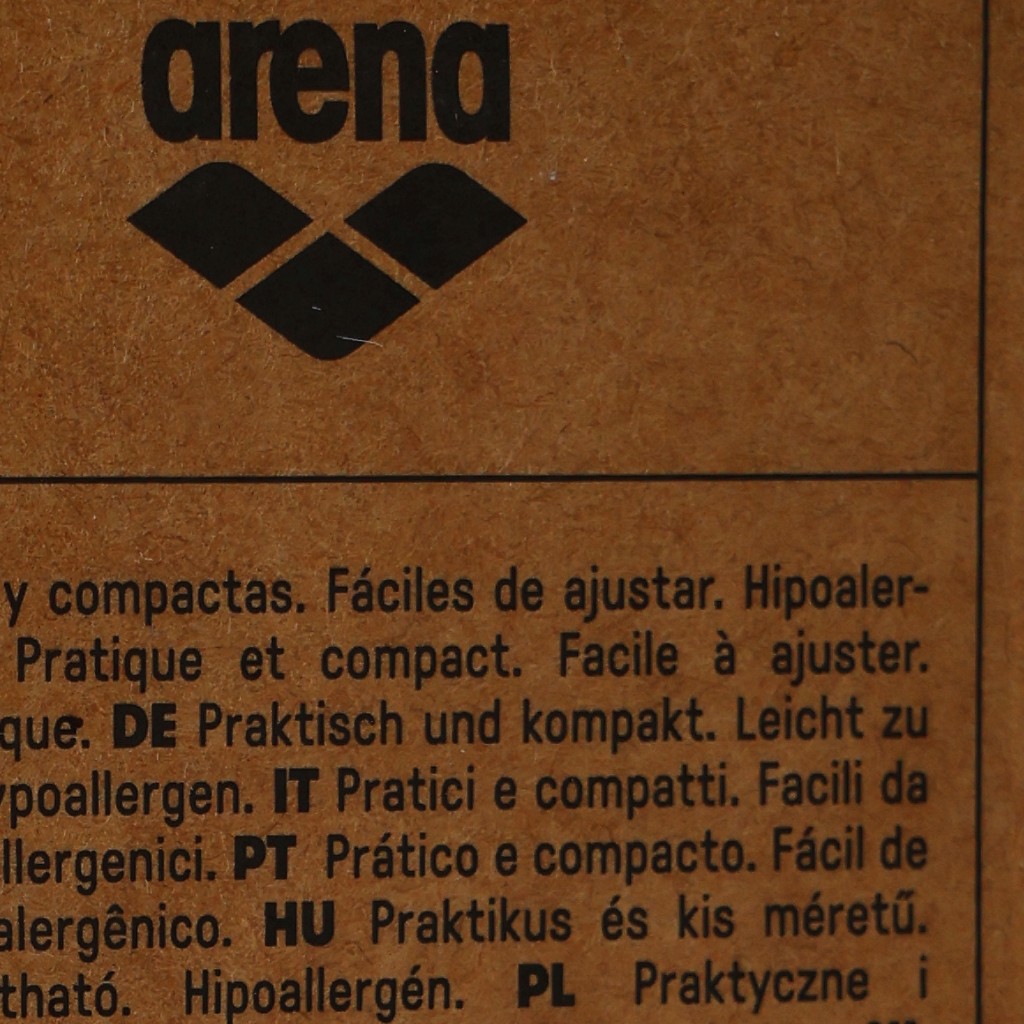 arena
y compactas. Fáciles de ajustar. Hipoaler-
Pratique et compact. Facile à ajuster.
que. DE Praktisch und kompakt. Leicht zu
ypoallergen. IT Pratici e compatti. Facili da
llergenici. PT Prático e compacto. Fácil de
alergênico. HU Praktikus és kis méretű.
tható. Hipoallergén. PL Praktyczne i